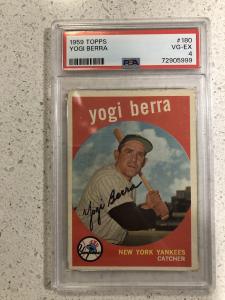 1959 TOPPS #180
YOGI BERRA VG-EX
PSA 4
72905999
yogi berra
Yogi Berra
NEW YORK YANKEES
CATCHER